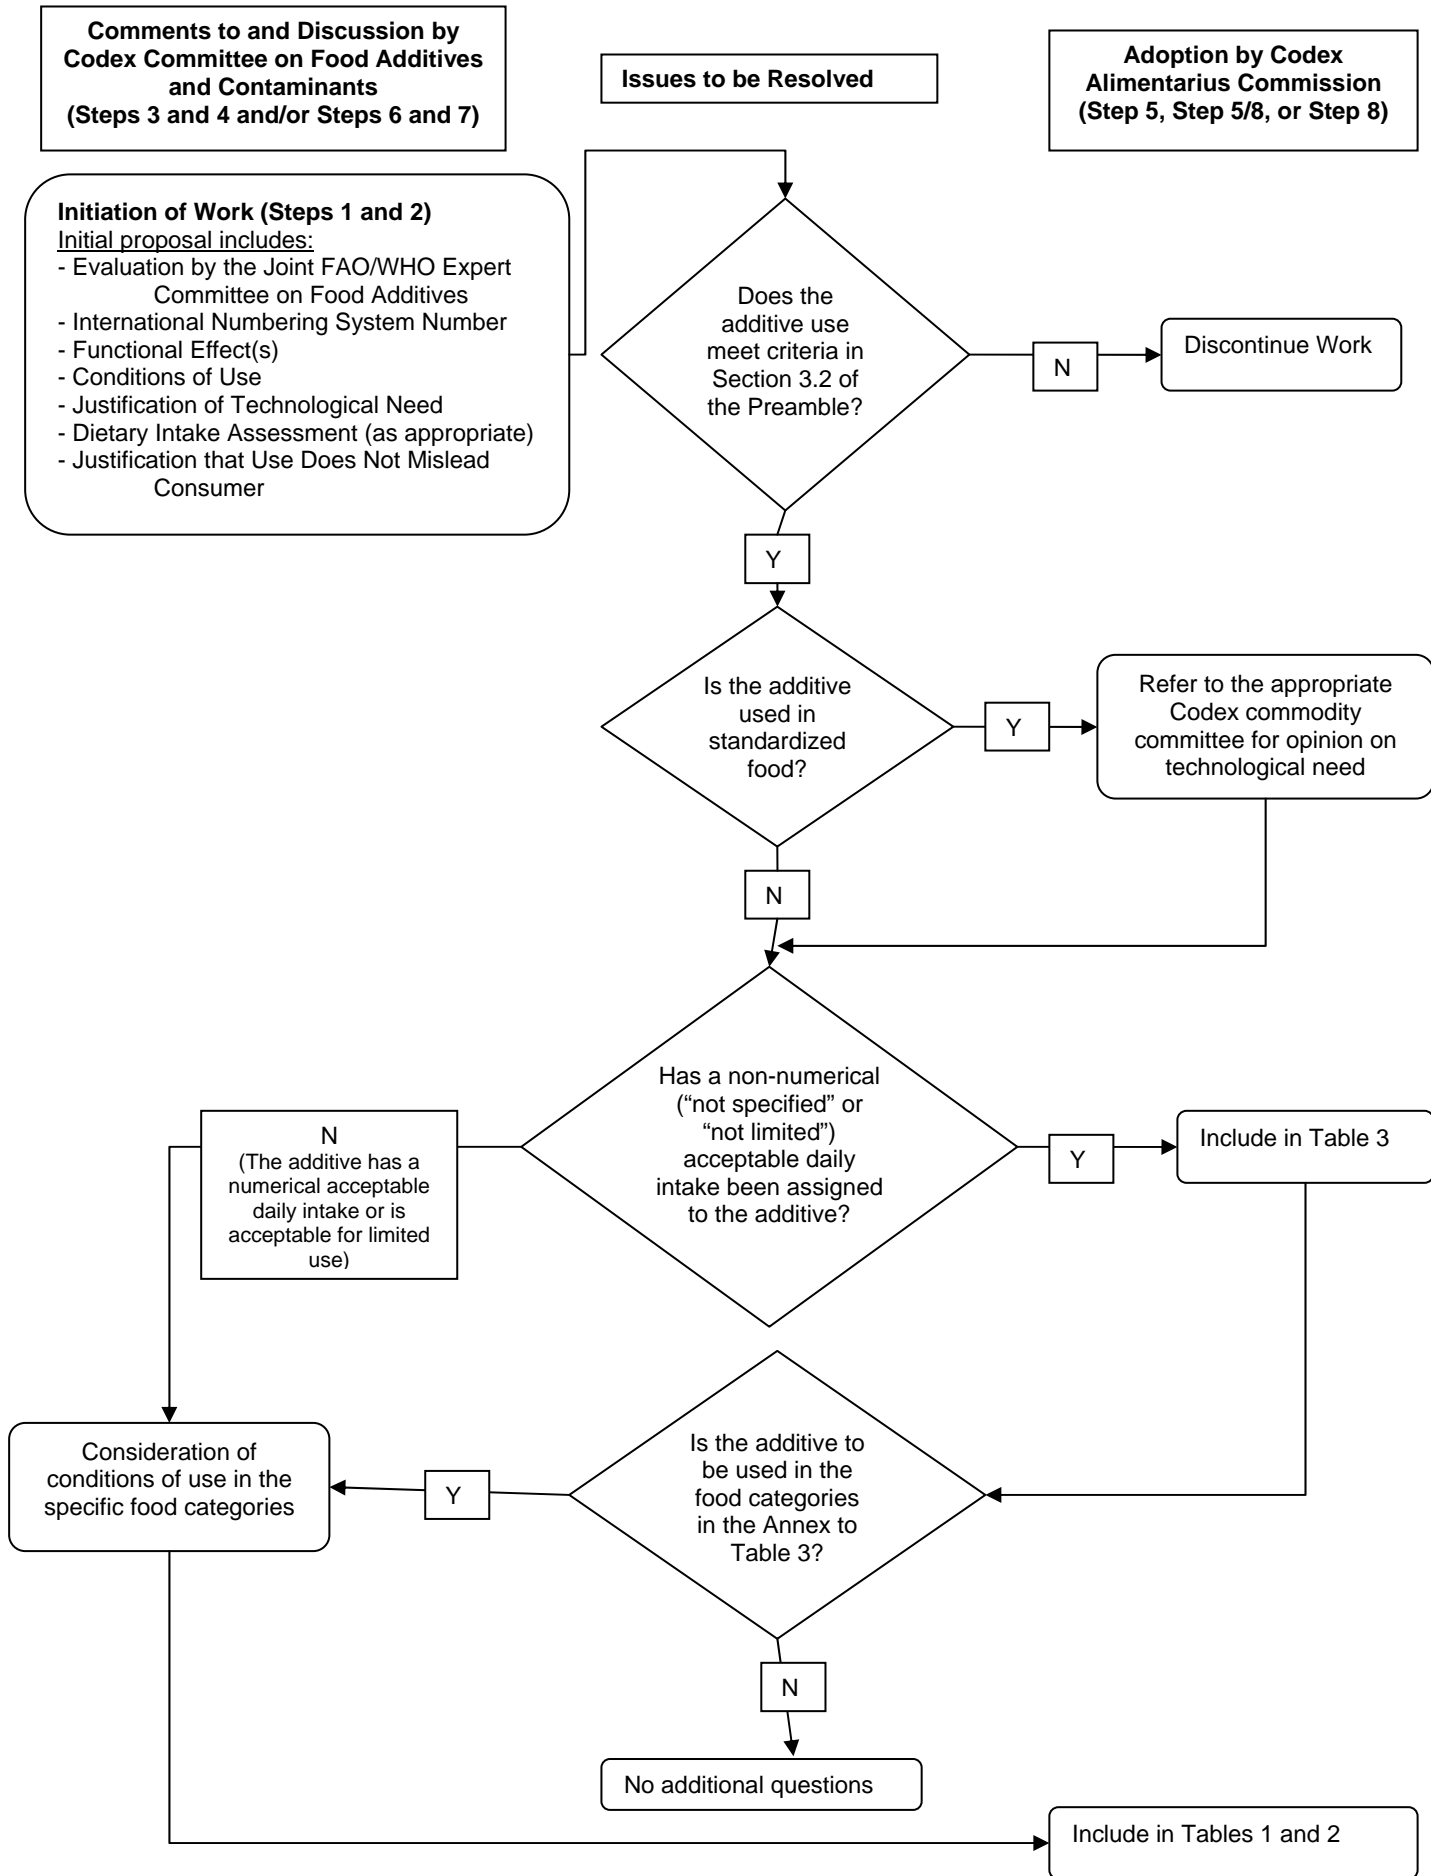 Comments to and Discussion by
Codex Committee on Food Additives
and Contaminants
(Steps 3 and 4 and/or Steps 6 and 7)
Issues to be Resolved
Adoption by Codex
Alimentarius Commission
(Step 5, Step 5/8, or Step 8)
Initiation of Work (Steps 1 and 2)
Initial proposal includes:
- Evaluation by the Joint FAO/WHO Expert
Committee on Food Additives
- International Numbering System Number
- Functional Effect(s)
- Conditions of Use
- Justification of Technological Need
- Dietary Intake Assessment (as appropriate)
- Justification that Use Does Not Mislead
Consumer
Does the
additive use
meet criteria in
Section 3.2 of
the Preamble?
N
Discontinue Work
Y
Is the additive
used in
standardized
food?
Y
Refer to the appropriate
Codex commodity
committee for opinion on
technological need
N
Has a non-numerical
(“not specified” or
“not limited”)
acceptable daily
intake been assigned
to the additive?
N
(The additive has a
numerical acceptable
daily intake or is
acceptable for limited
use)
Y
Include in Table 3
Is the additive to
be used in the
food categories
in the Annex to
Table 3?
Y
Consideration of
conditions of use in the
specific food categories
N
No additional questions
Include in Tables 1 and 2